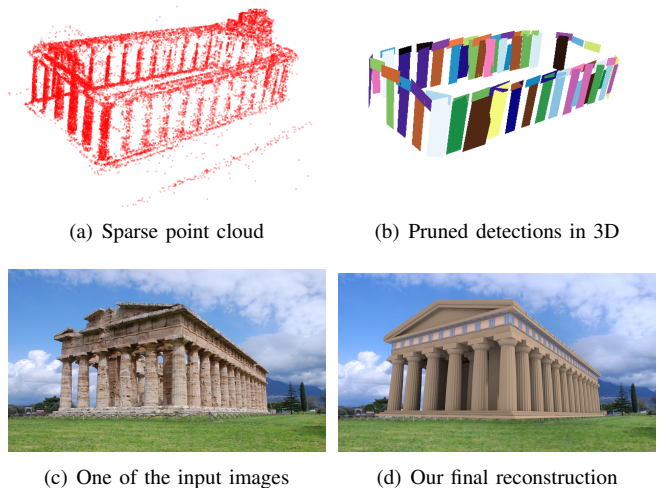 (a) Sparse point cloud
(b) Pruned detections in 3D
(c) One of the input images
(d) Our final reconstruction